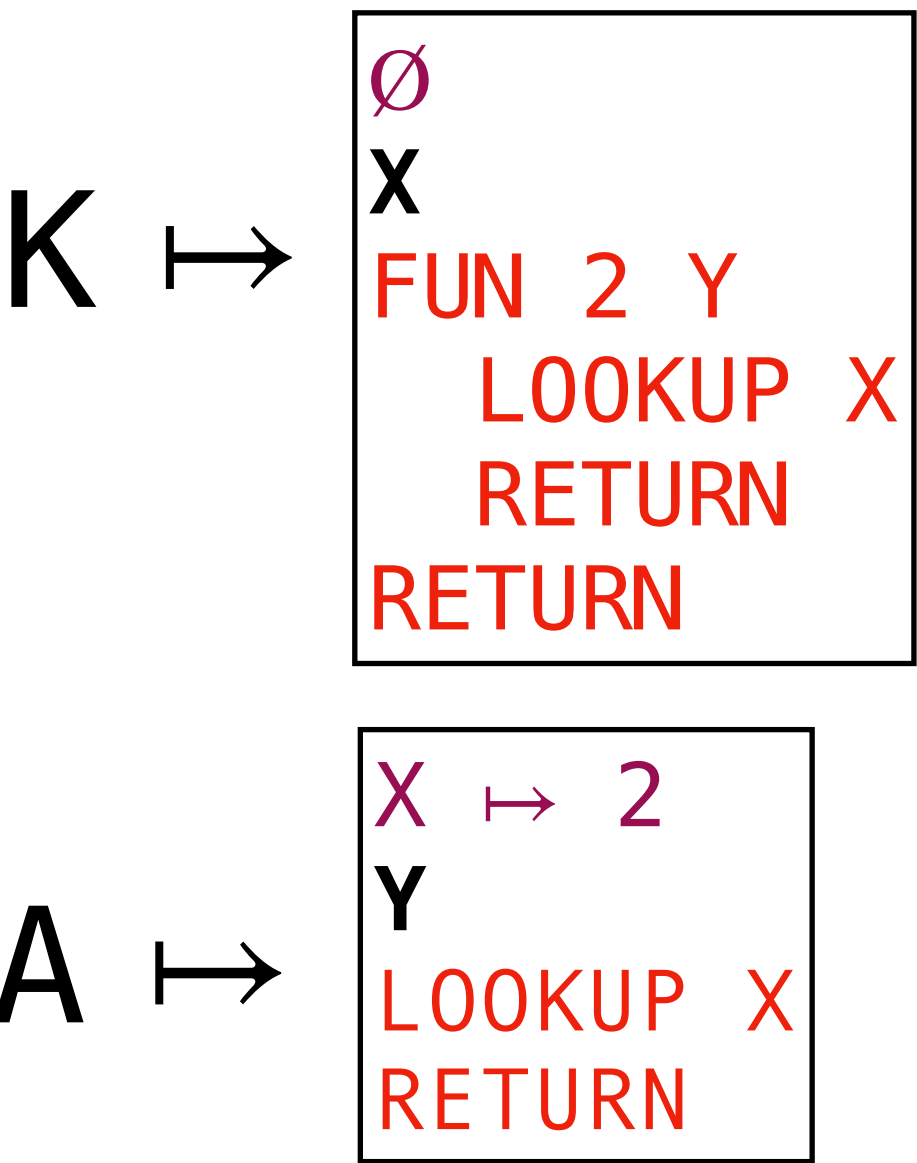 K ↦
Ø
X
FUN 2 Y
LOOKUP X
RETURN
RETURN
A ↦
X ↦ 2
Y
LOOKUP X
RETURN